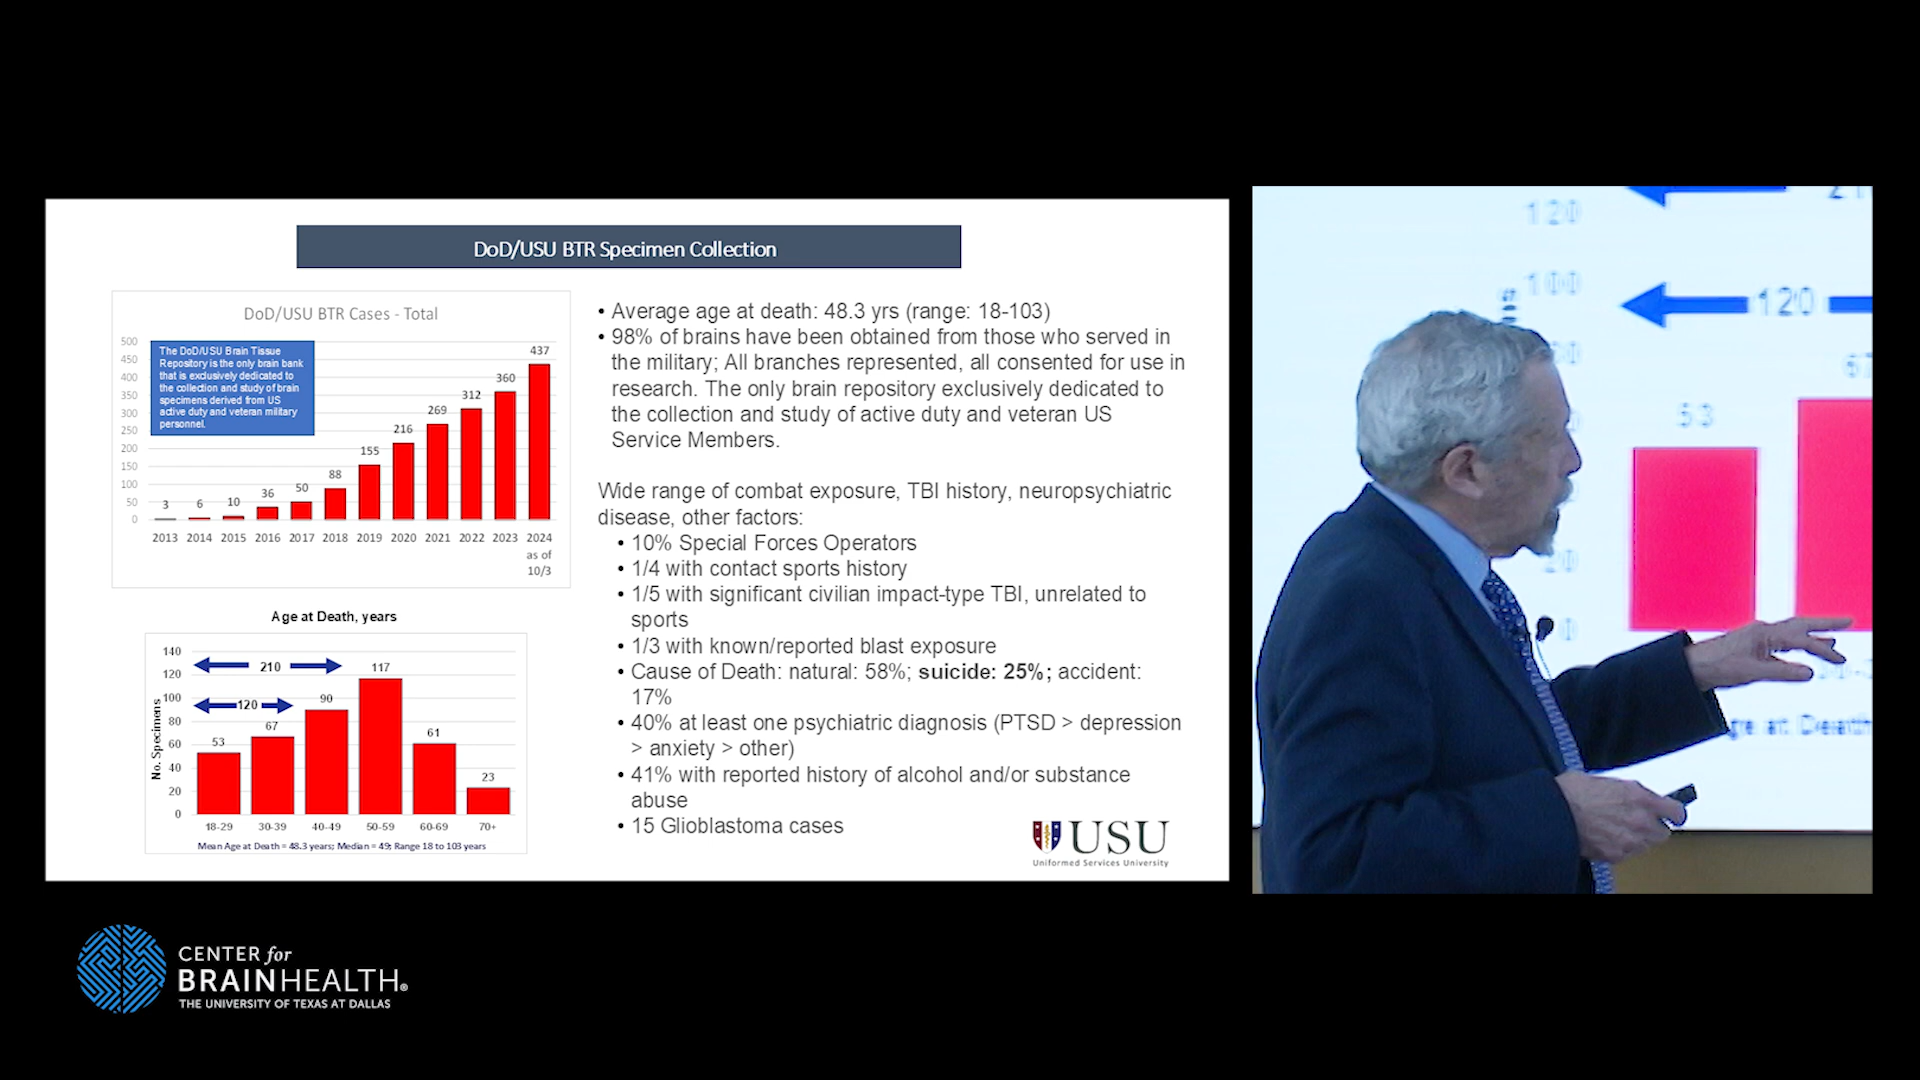 DoD/USU BTR Specimen Collection
DoD/USU BTR Cases - Total
500
450
400
350
300
250
200
150
100
50
0
The DoD/USU Brain Tissue
Repository is the only brain bank
that is exclusively dedicated to
the collection and study of brain
specimens derived from US
active duty and veteran military
personnel.
3 6 10 36 50 88 155 216 269 312 360 437
2013 2014 2015 2016 2017 2018 2019 2020 2021 2022 2023 2024
as of
10/3
Age at Death, years
No. Specimens
140
120
100
80
60
40
20
0
210
120
53 67 90 117 61 23
18-29 30-39 40-49 50-59 60-69 70+
Mean Age at Death = 48.3 years; Median = 49; Range 18 to 103 years
• Average age at death: 48.3 yrs (range: 18-103)
• 98% of brains have been obtained from those who served in
the military; All branches represented, all consented for use in
research. The only brain repository exclusively dedicated to
the collection and study of active duty and veteran US
Service Members.
Wide range of combat exposure, TBI history, neuropsychiatric
disease, other factors:
• 10% Special Forces Operators
• 1/4 with contact sports history
• 1/5 with significant civilian impact-type TBI, unrelated to
sports
• 1/3 with known/reported blast exposure
• Cause of Death: natural: 58%; suicide: 25%; accident:
17%
• 40% at least one psychiatric diagnosis (PTSD > depression
> anxiety > other)
• 41% with reported history of alcohol and/or substance
abuse
• 15 Glioblastoma cases
USU
Uniformed Services University
120
100
120
53
0
at Death
CENTER for
BRAINHEALTH®
THE UNIVERSITY OF TEXAS AT DALLAS